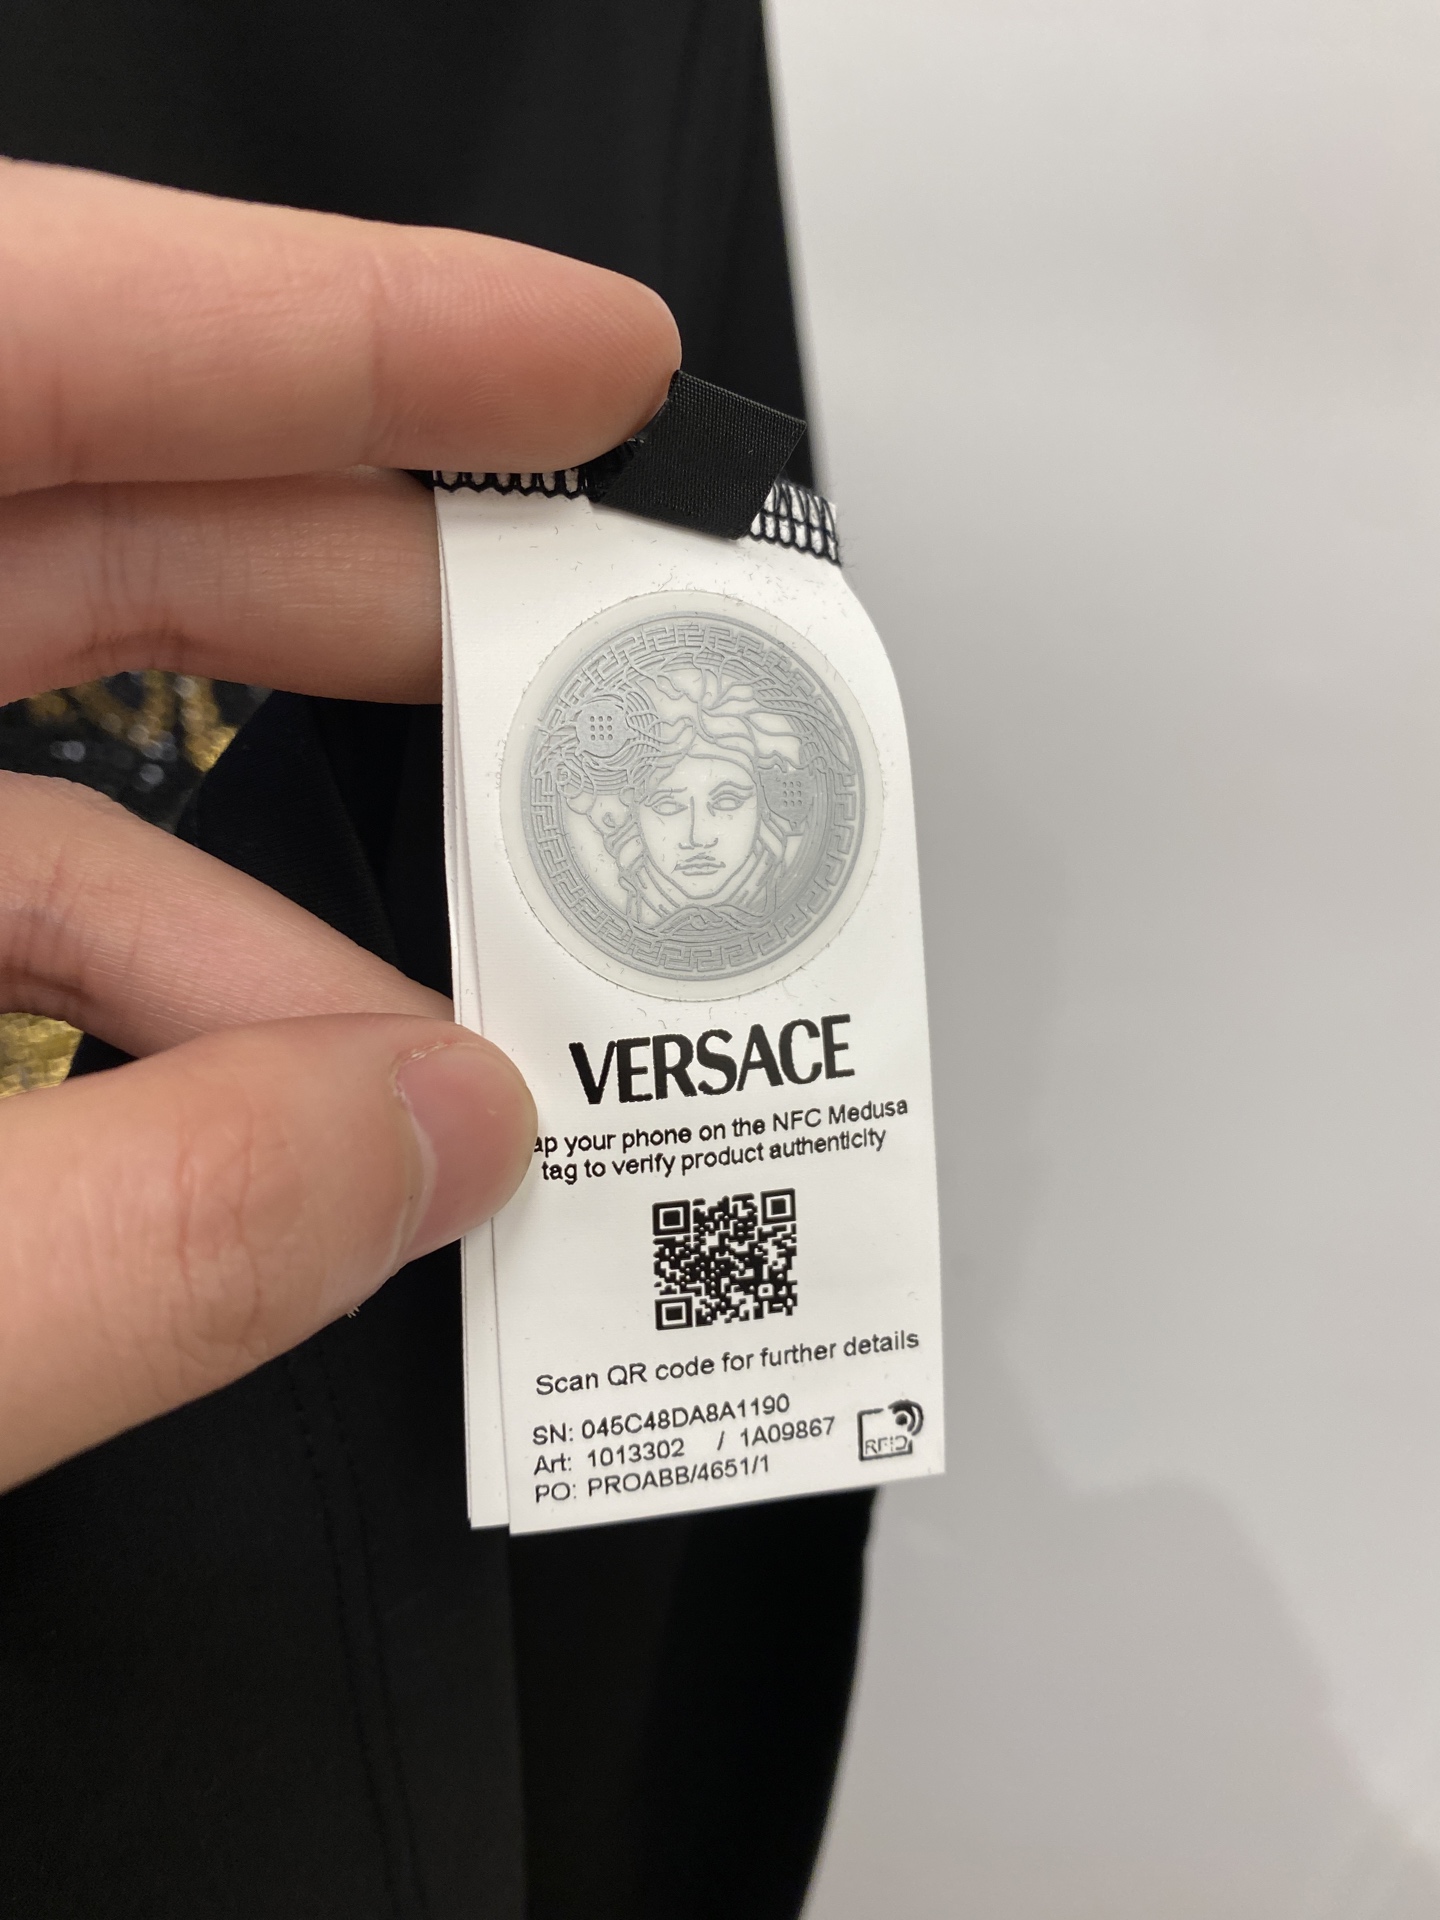 VERSACE
ap your phone on the NFC Medusa
tag to verify product authenticity
Scan QR code for further details
SN: 045C48DA8A1190
Art: 1013302 / 1A09867
PO: PROABB/4651/1
RFID